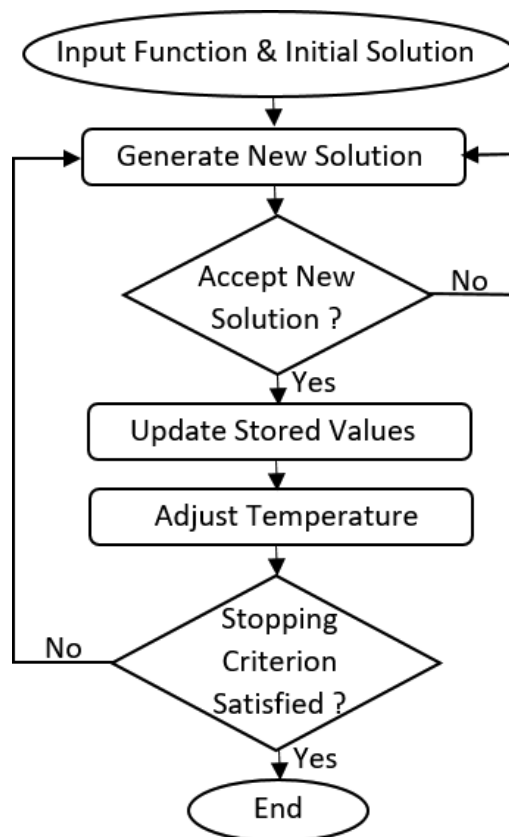 Input Function & Initial Solution
Generate New Solution
Accept New
Solution ?
No
Yes
Update Stored Values
Adjust Temperature
Stopping
Criterion
Satisfied ?
No
Yes
End